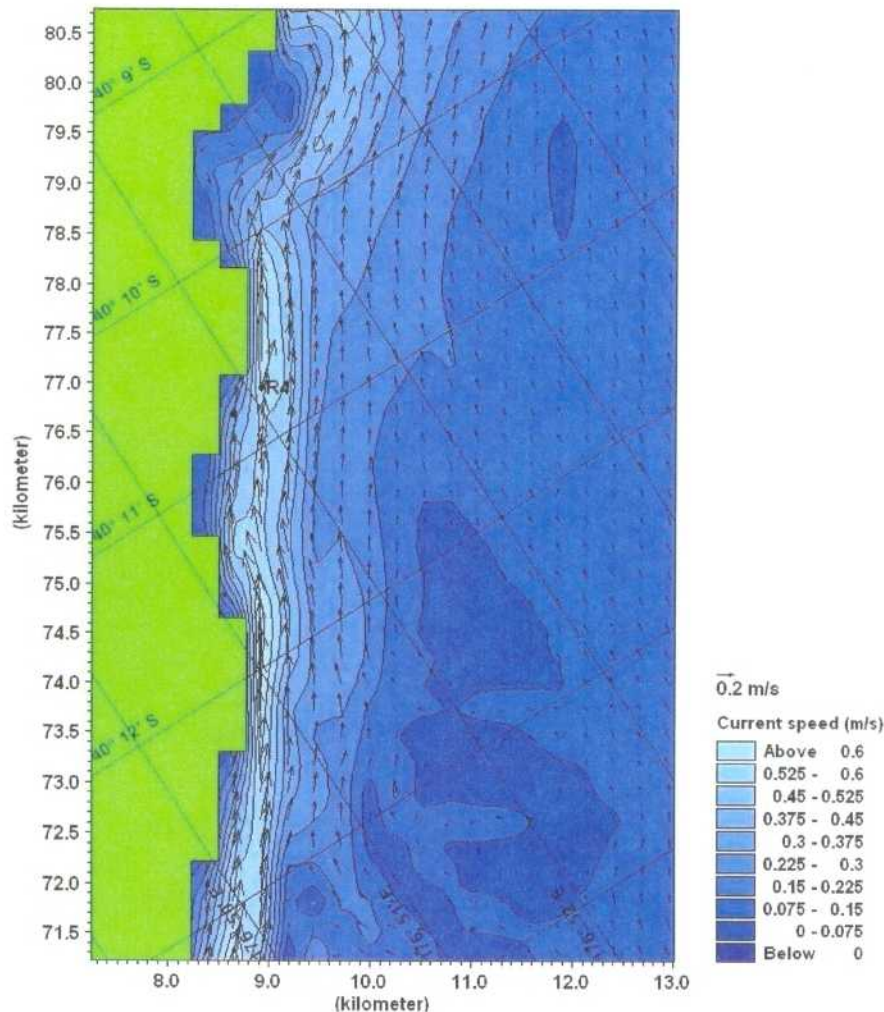 80.5
80.0
79.5
79.0
78.5
78.0
77.5
77.0
76.5
76.0
75.5
75.0
74.5
74.0
73.5
73.0
72.5
72.0
71.5
(kilometer)
40° 9' S
40° 10' S
40° 11' S
40° 12' S
R4
176° 51' E
176° 52' E
8.0 9.0 10.0 11.0 12.0 13.0
(kilometer)
0.2 m/s
Current speed (m/s)
Above 0.6
0.525 - 0.6
0.45 - 0.525
0.375 - 0.45
0.3 - 0.375
0.225 - 0.3
0.15 - 0.225
0.075 - 0.15
0 - 0.075
Below 0